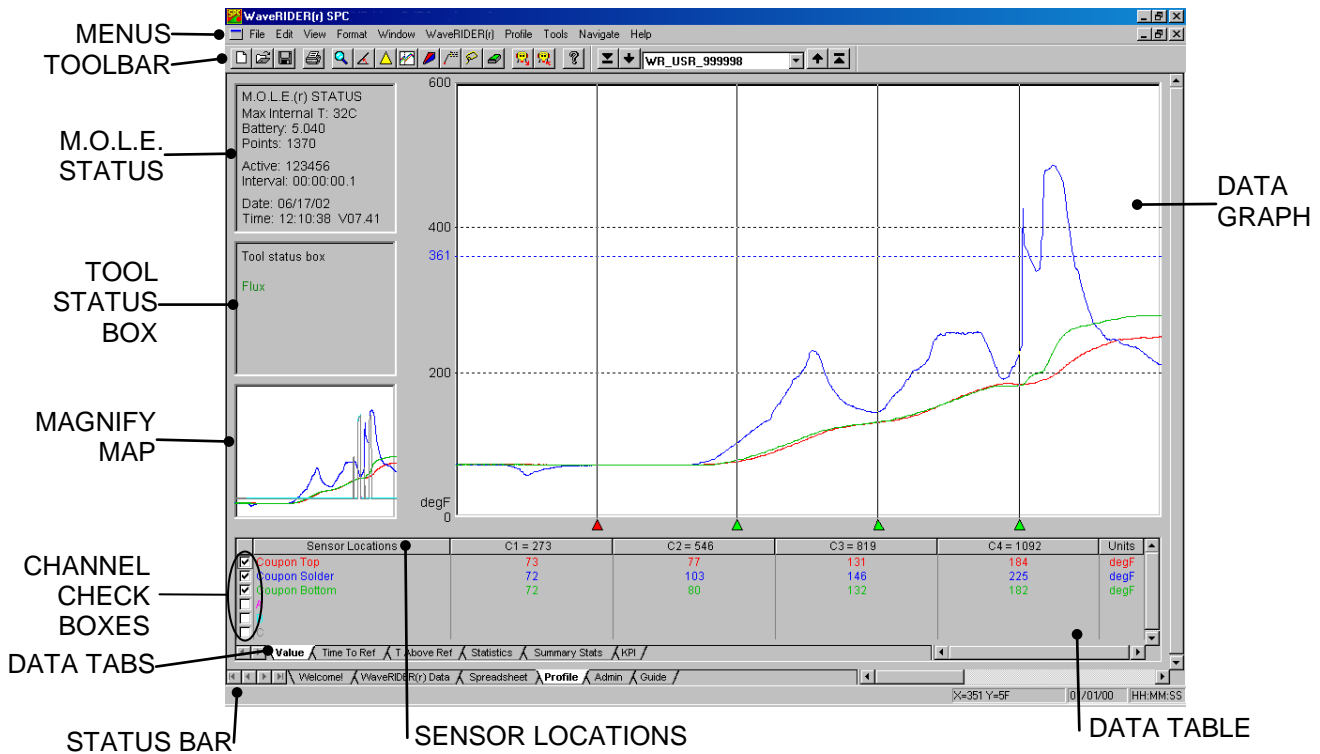 WaveRIDER(r) SPC
MENUS
File Edit View Format Window WaveRIDER(r) Profile Tools Navigate Help
TOOLBAR
WR_USR_999998
M.O.L.E.
STATUS
M.O.L.E.(r) STATUS
Max Internal T: 32C
Battery: 5.040
Points: 1370
Active: 123456
Interval: 00:00:00.1
Date: 06/17/02
Time: 12:10:38 V07.41
600
400
361
200
degF
0
DATA
GRAPH
TOOL
STATUS
BOX
Tool status box
Flux
MAGNIFY
MAP
CHANNEL
CHECK
BOXES
Sensor Locations C1 = 273 C2 = 546 C3 = 819 C4 = 1092 Units
Coupon Top 73 77 131 184 degF
Coupon Solder 72 103 146 225 degF
Coupon Bottom 72 80 132 182 degF
A
C
DATA TABS
Value Time To Ref T Above Ref Statistics Summary Stats KPI
Welcome! WaveRIDER(r) Data Spreadsheet Profile Admin Guide
X=351 Y=5F /01/00 HH:MM:SS
STATUS BAR
SENSOR LOCATIONS
DATA TABLE